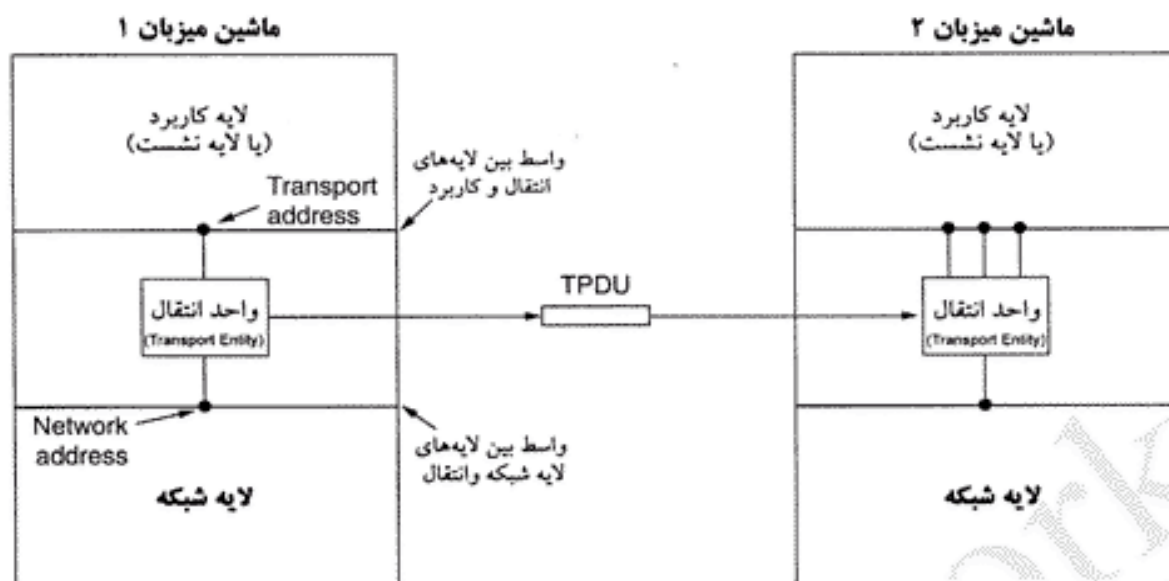 ماشین میزبان ۱
لایه کاربرد
(یا لایه نشست)
Transport
address
واسط بین لایه‌های
انتقال و کاربرد
واحد انتقال
(Transport Entity)
Network
address
واسط بین لایه‌های
لایه شبکه وانتقال
لایه شبکه
TPDU
ماشین میزبان ۲
لایه کاربرد
(یا لایه نشست)
واحد انتقال
(Transport Entity)
لایه شبکه